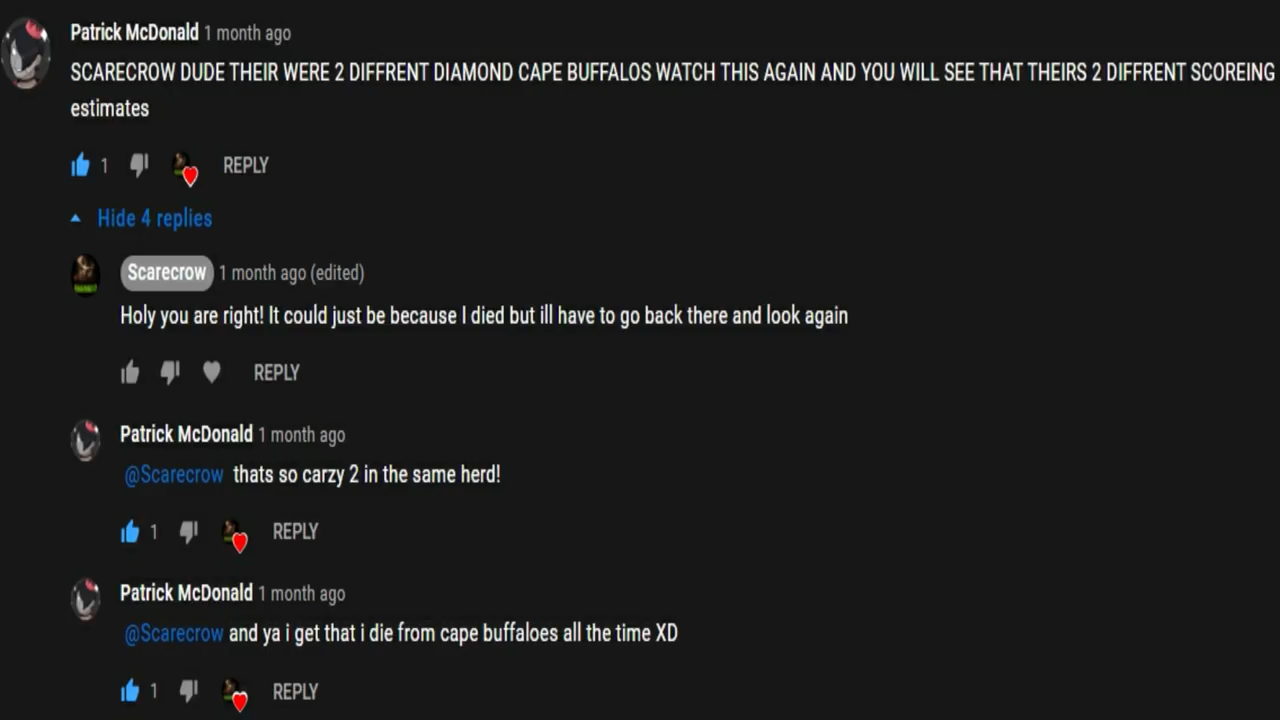 Patrick McDonald 1 month ago
SCARECROW DUDE THEIR WERE 2 DIFFRENT DIAMOND CAPE BUFFALOS WATCH THIS AGAIN AND YOU WILL SEE THAT THEIRS 2 DIFFRENT SCOREING
estimates
1 REPLY
Hide 4 replies
Scarecrow 1 month ago (edited)
Holy you are right! It could just be because I died but ill have to go back there and look again
REPLY
Patrick McDonald 1 month ago
@Scarecrow thats so carzy 2 in the same herd!
1 REPLY
Patrick McDonald 1 month ago
@Scarecrow and ya i get that i die from cape buffaloes all the time XD
1 REPLY